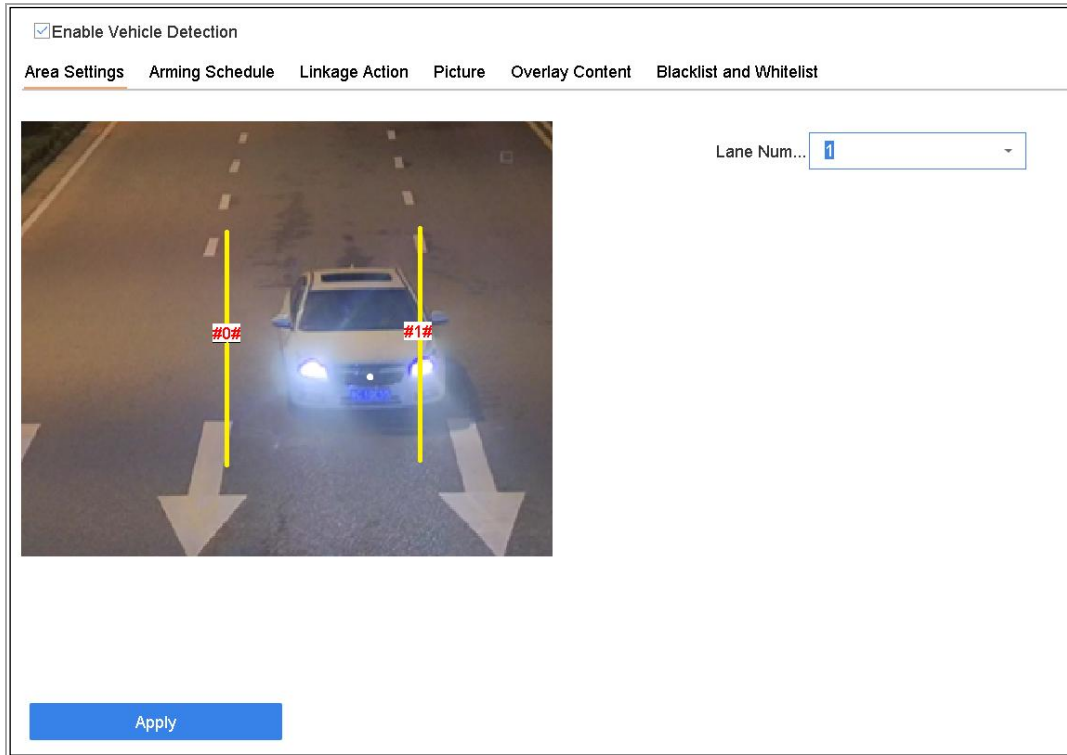 Enable Vehicle Detection
Area Settings Arming Schedule Linkage Action Picture Overlay Content Blacklist and Whitelist
Lane Num... 1
#0# #1#
Apply